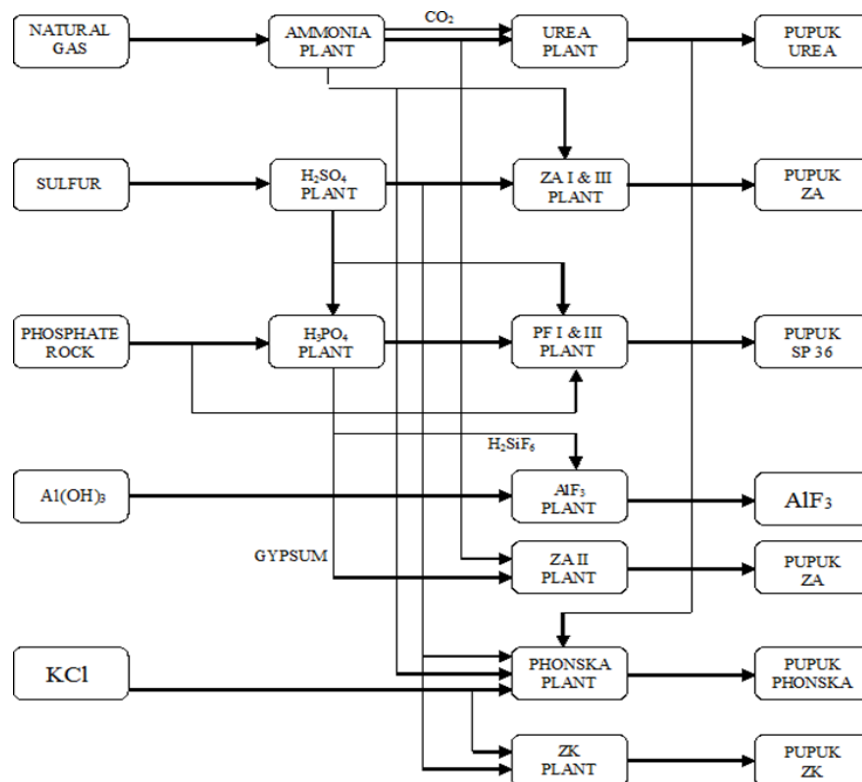 CO₂
NATURAL
GAS
AMMONIA
PLANT
UREA
PLANT
PUPUK
UREA
SULFUR
H₂SO₄
PLANT
ZA I & III
PLANT
PUPUK
ZA
PHOSPHATE
ROCK
H₃PO₄
PLANT
PF I & III
PLANT
PUPUK
SP 36
H₂SiF₆
Al(OH)₃
AlF₃
PLANT
AlF₃
GYPSUM
ZA II
PLANT
PUPUK
ZA
KCl
PHONSKA
PLANT
PUPUK
PHONSKA
ZK
PLANT
PUPUK
ZK